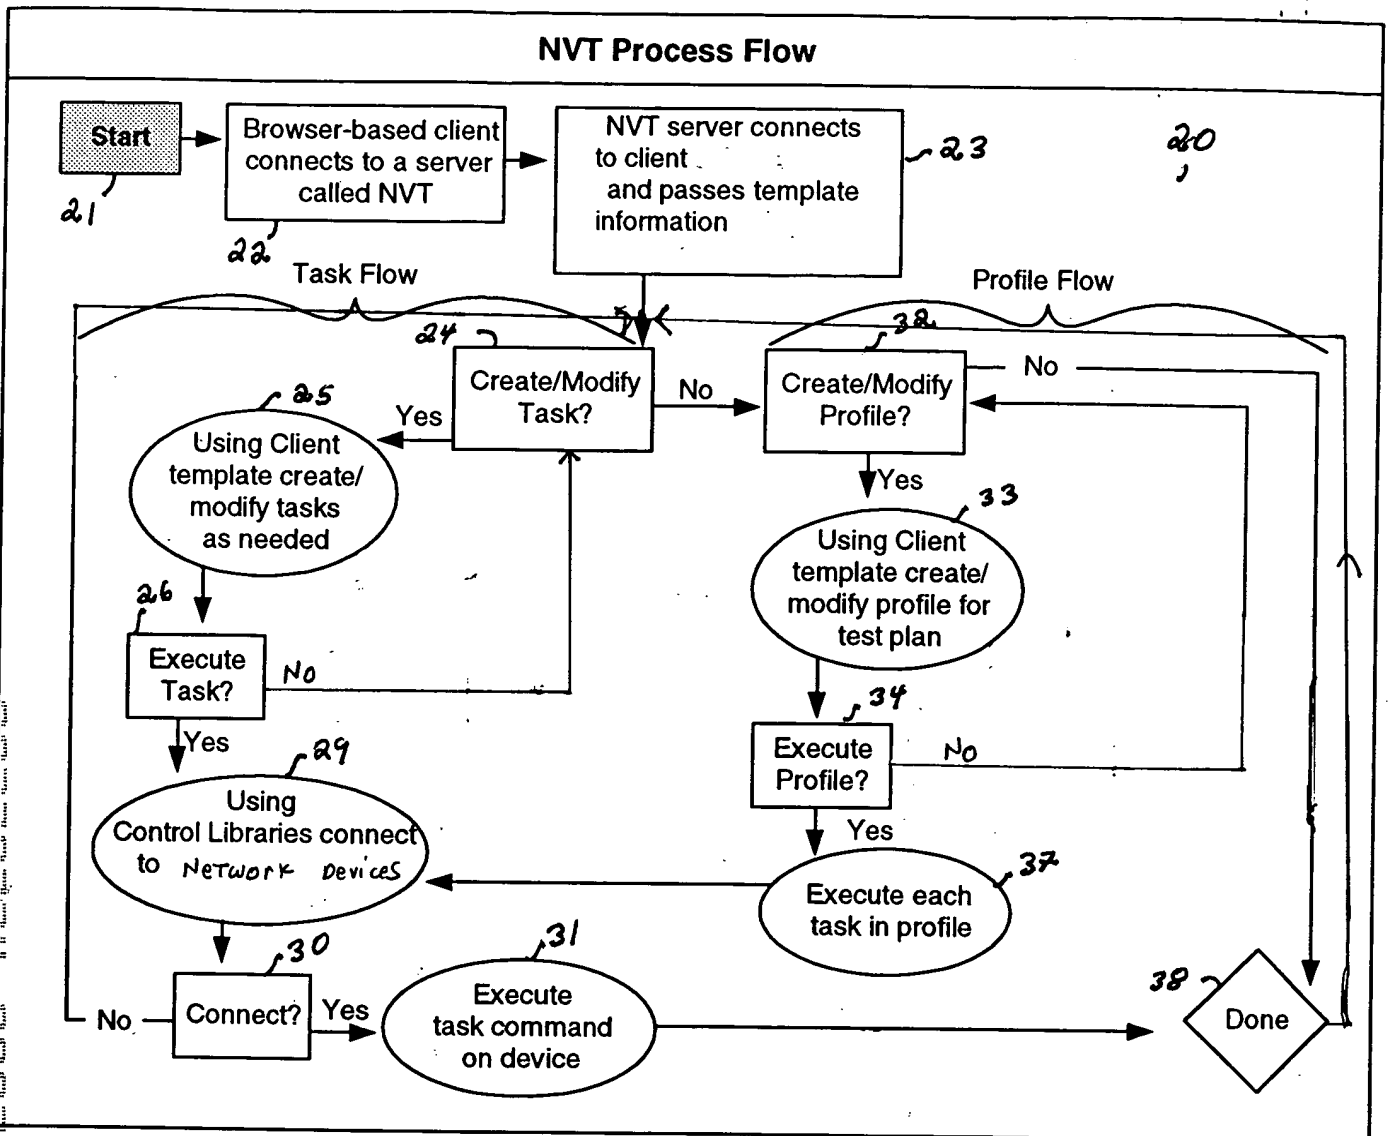 NVT Process Flow
Start
Browser-based client
connects to a server
called NVT
NVT server connects
to client
and passes template
information
23
20
21
22
Task Flow
Profile Flow
24
32
Create/Modify
Task?
No
Create/Modify
Profile?
No
25
Yes
Using Client
template create/
modify tasks
as needed
Yes
33
Using Client
template create/
modify profile for
test plan
26
Execute
Task?
No
34
Execute
Profile?
No
Yes
29
Using
Control Libraries connect
to Network Devices
Yes
37
Execute each
task in profile
30
Connect?
No
Yes
31
Execute
task command
on device
38
Done